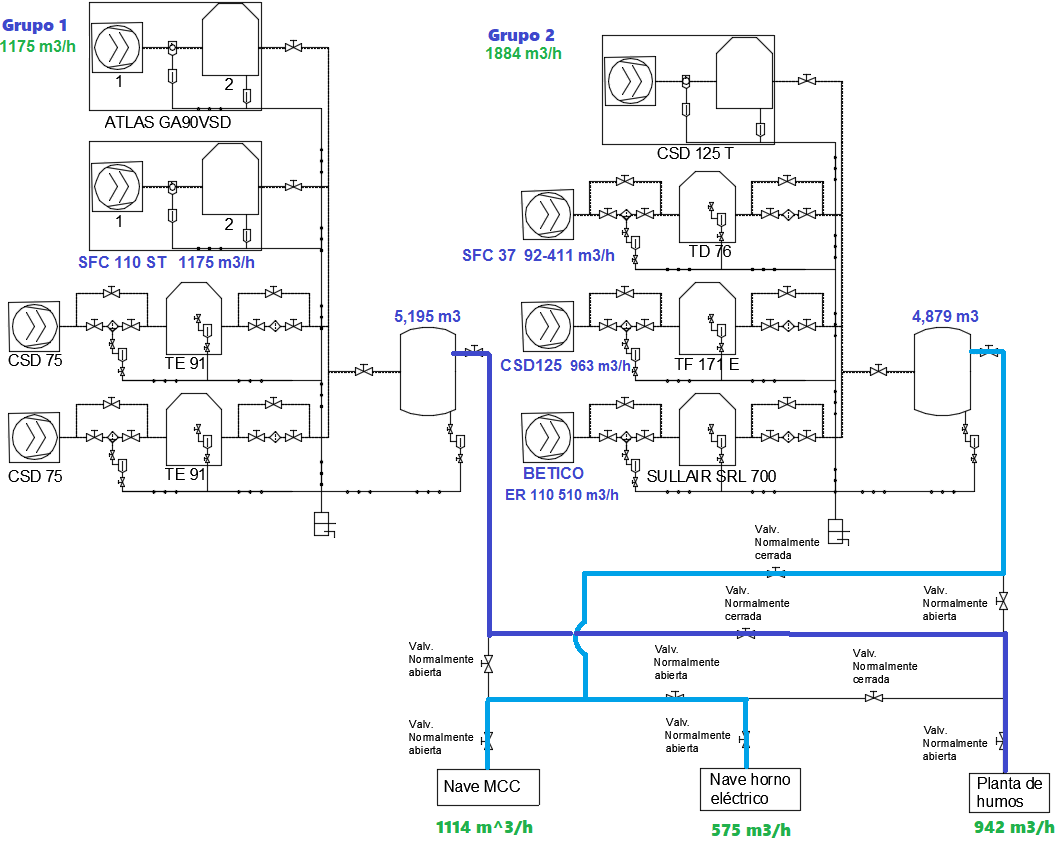 Grupo 1
1175 m3/h
1
2
ATLAS GA90VSD
1
2
SFC 110 ST 1175 m3/h
CSD 75
TE 91
CSD 75
TE 91
5,195 m3
Grupo 2
1884 m3/h
CSD 125 T
SFC 37 92-411 m3/h
TD 76
CSD125 963 m3/h
TF 171 E
BETICO
ER 110 510 m3/h
SULLAIR SRL 700
4,879 m3
Valv.
Normalmente
cerrada
Valv.
Normalmente
cerrada
Valv.
Normalmente
abierta
Valv.
Normalmente
abierta
Valv.
Normalmente
abierta
Valv.
Normalmente
cerrada
Valv.
Normalmente
abierta
Valv.
Normalmente
abierta
Valv.
Normalmente
abierta
Nave MCC
1114 m^3/h
Nave horno
eléctrico
575 m3/h
Planta de
humos
942 m3/h